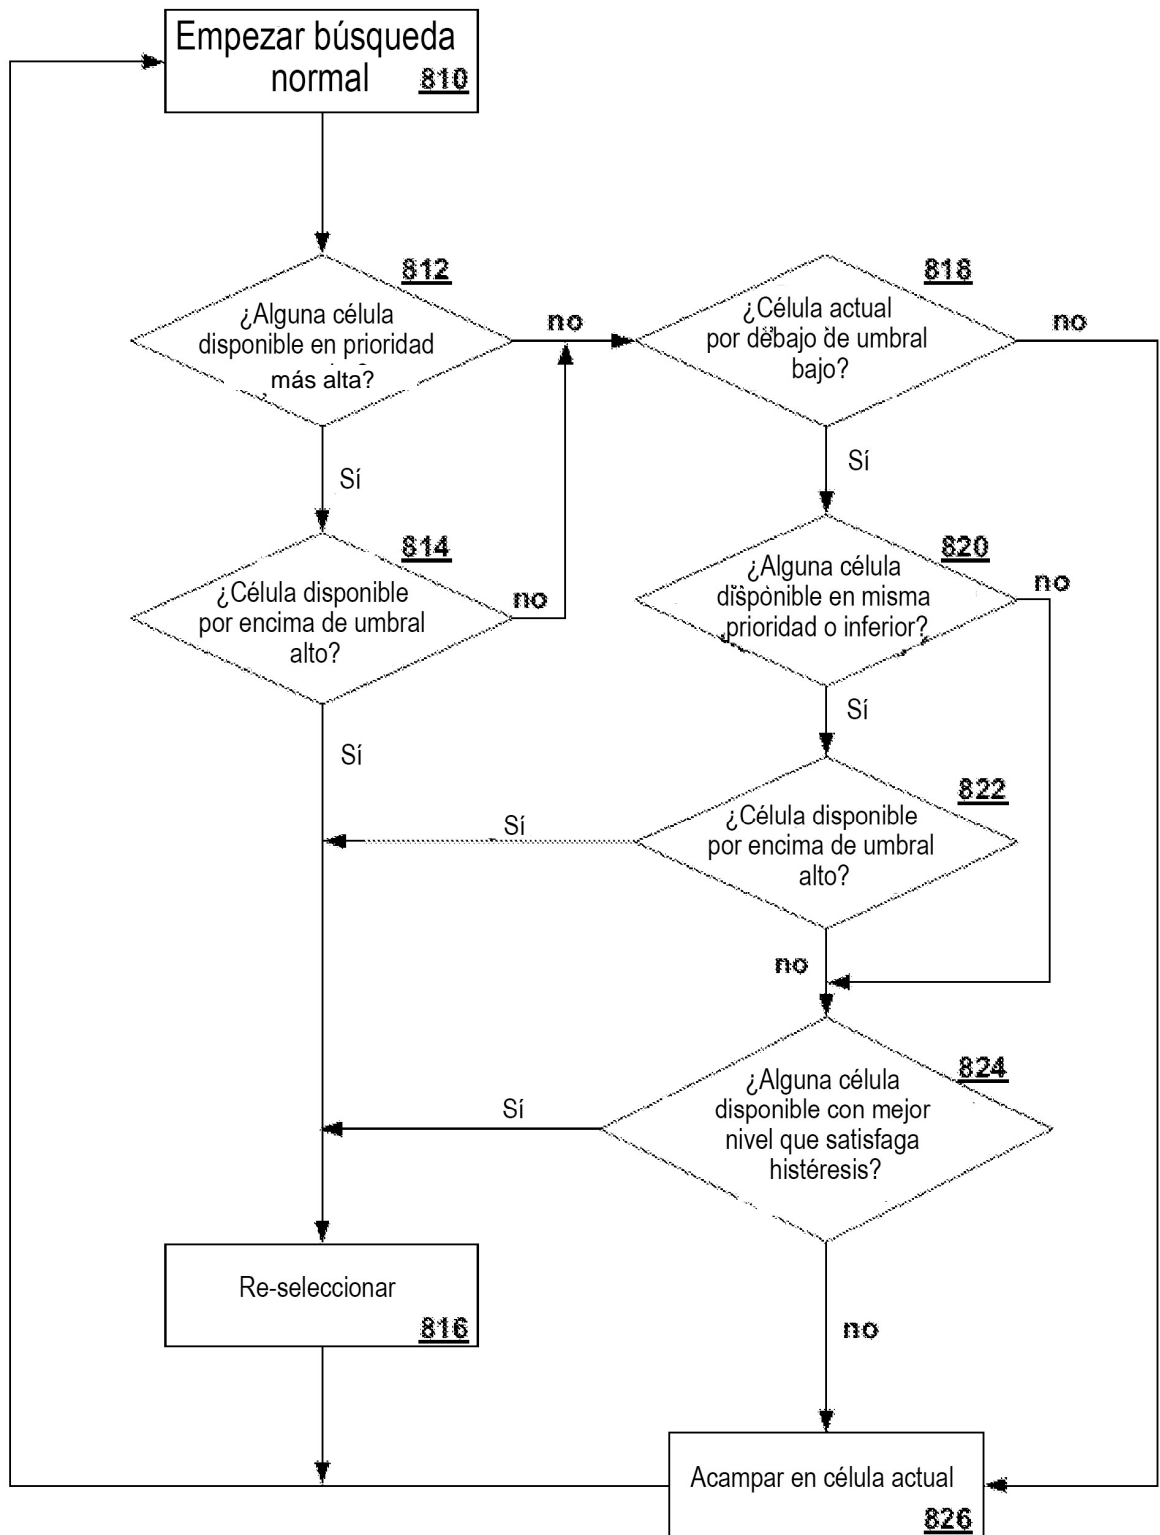 Empezar búsqueda
normal
810
812
¿Alguna célula
disponible en prioridad
más alta?
no
818
¿Célula actual
por debajo de umbral
bajo?
no
Sí
Sí
814
¿Célula disponible
por encima de umbral
alto?
no
820
¿Alguna célula
disponible en misma
prioridad o inferior?
no
Sí
Sí
822
¿Célula disponible
por encima de umbral
alto?
Sí
no
824
¿Alguna célula
disponible con mejor
nivel que satisfaga
histéresis?
Sí
Re-seleccionar
816
no
Acampar en célula actual
826